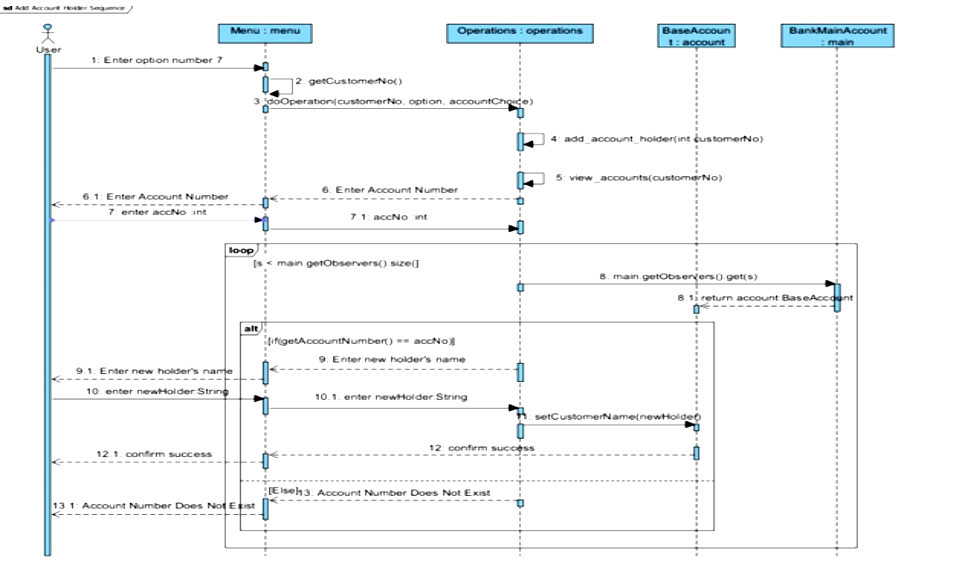 sd Add Account Holder Sequence
User
Menu : menu
Operations : operations
BaseAccoun
t : account
BankMainAccount
: main
1: Enter option number 7
2: getCustomerNo()
3: doOperation(customerNo, option, accountChoice)
4: add_account_holder(int customerNo)
5: view_accounts(customerNo)
6: Enter Account Number
6.1: Enter Account Number
7: enter accNo :int
7.1: accNo :int
loop
[s < main.getObservers().size(]
8: main.getObservers().get(s)
8.1: return account:BaseAccount
alt
[if(getAccountNumber() == accNo)]
9: Enter new holder's name
9.1: Enter new holder's name
10: enter newHolder:String
10.1: enter newHolder:String
11: setCustomerName(newHolder)
12: confirm success
12.1: confirm success
[Else]
13: Account Number Does Not Exist
13.1: Account Number Does Not Exist